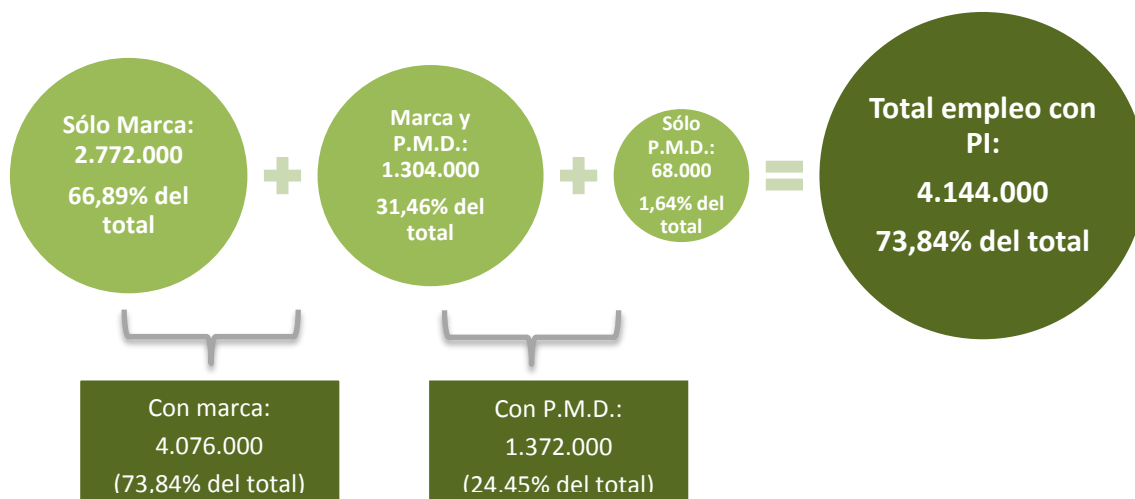 Sólo Marca:
2.772.000
66,89% del
total
Marca y
P.M.D.:
1.304.000
31,46% del
total
Sólo
P.M.D.:
68.000
1,64% del
total
Total empleo con
PI:
4.144.000
73,84% del total
Con marca:
4.076.000
(73,84% del total)
Con P.M.D.:
1.372.000
(24,45% del total)